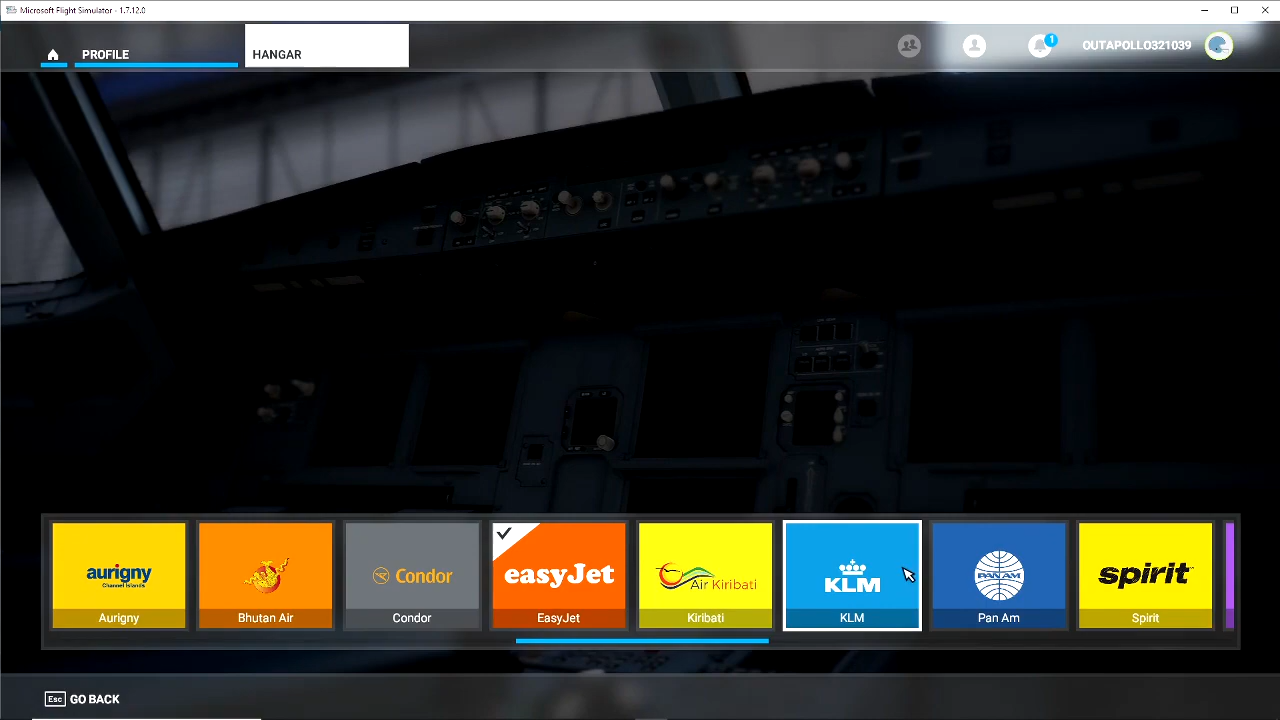 Microsoft Flight Simulator - 1.7.12.0
PROFILE
HANGAR
1
OUTAPOLLO321039
aurigny
Channel Islands
Aurigny
Bhutan Air
Condor
Condor
easyJet
EasyJet
Air Kiribati
Kiribati
KLM
KLM
PAN AM
Pan Am
spirit
Spirit
Esc GO BACK